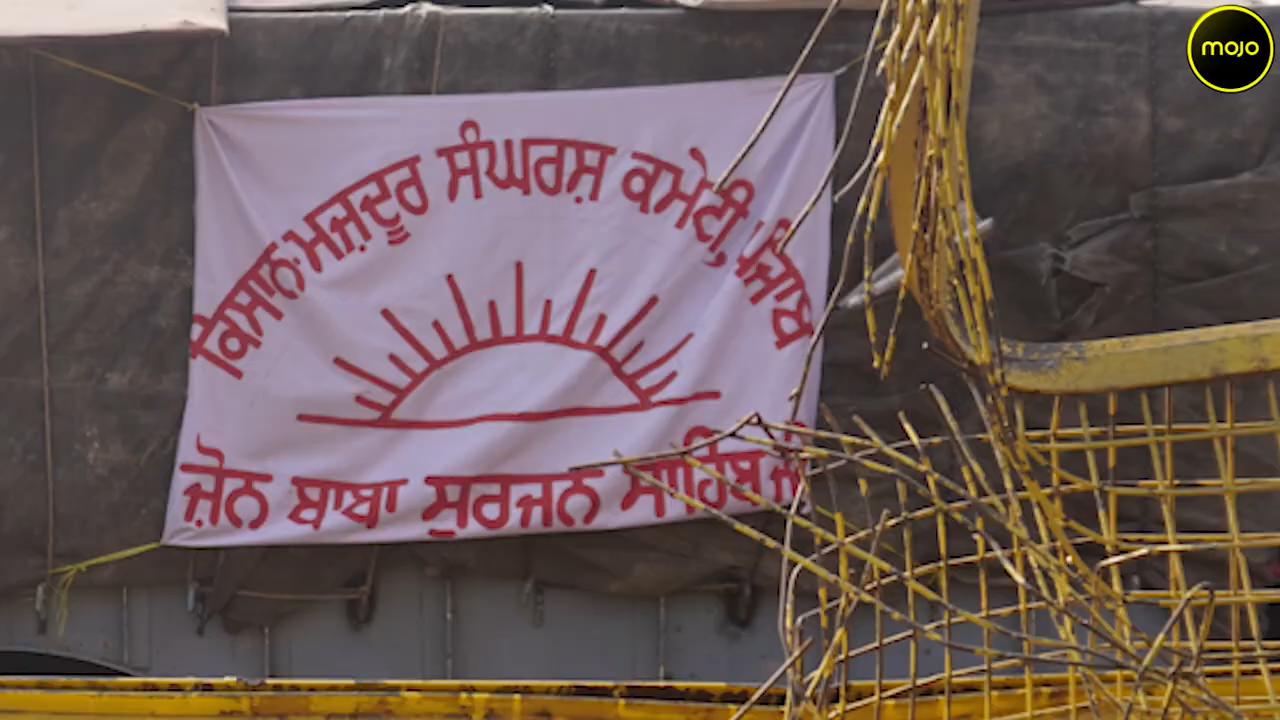 ਕਿਸਾਨ-ਮਜ਼ਦੂਰ ਸੰਘਰਸ਼ ਕਮੇਟੀ, ਪੰਜਾਬ
ਜ਼ੋਨ ਬਾਬਾ ਸੁਰਜਨ ਸਾਹਿਬ ਜੀ
mojo